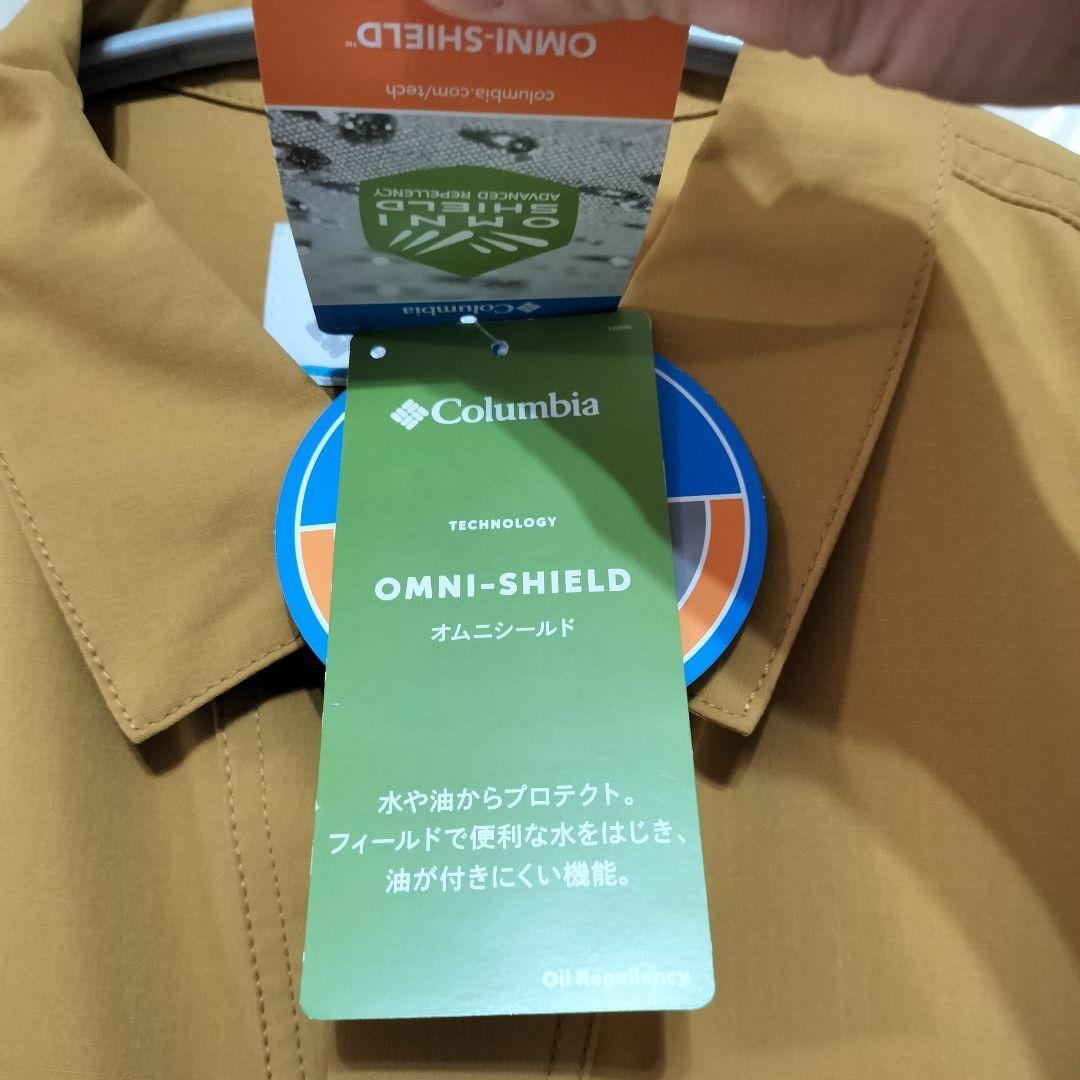 OMNI-SHIELD™
columbia.com/tech
OMNI
SHIELD
ADVANCED REPELLENCY
Columbia
Columbia
TECHNOLOGY
OMNI-SHIELD
オムニシールド
水や油からプロテクト。
フィールドで便利な水をはじき、
油が付きにくい機能。
Oil Repellency